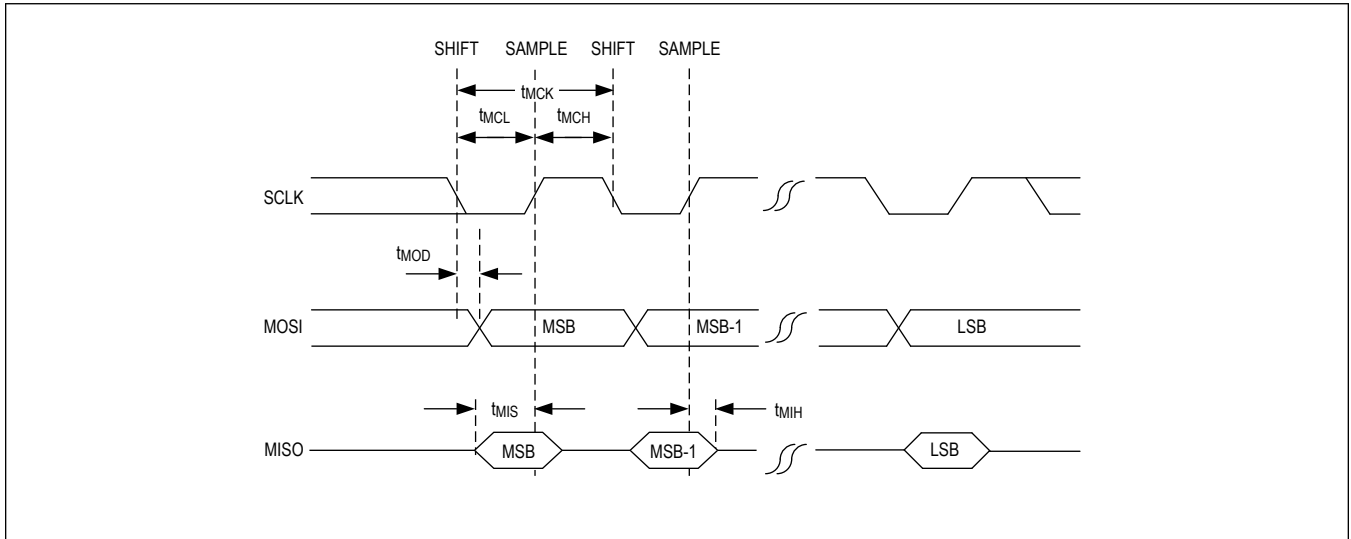 SHIFT SAMPLE SHIFT SAMPLE
tMCK
tMCL tMCH
SCLK
tMOD
MOSI MSB MSB-1 LSB
tMIS tMIH
MISO MSB MSB-1 LSB